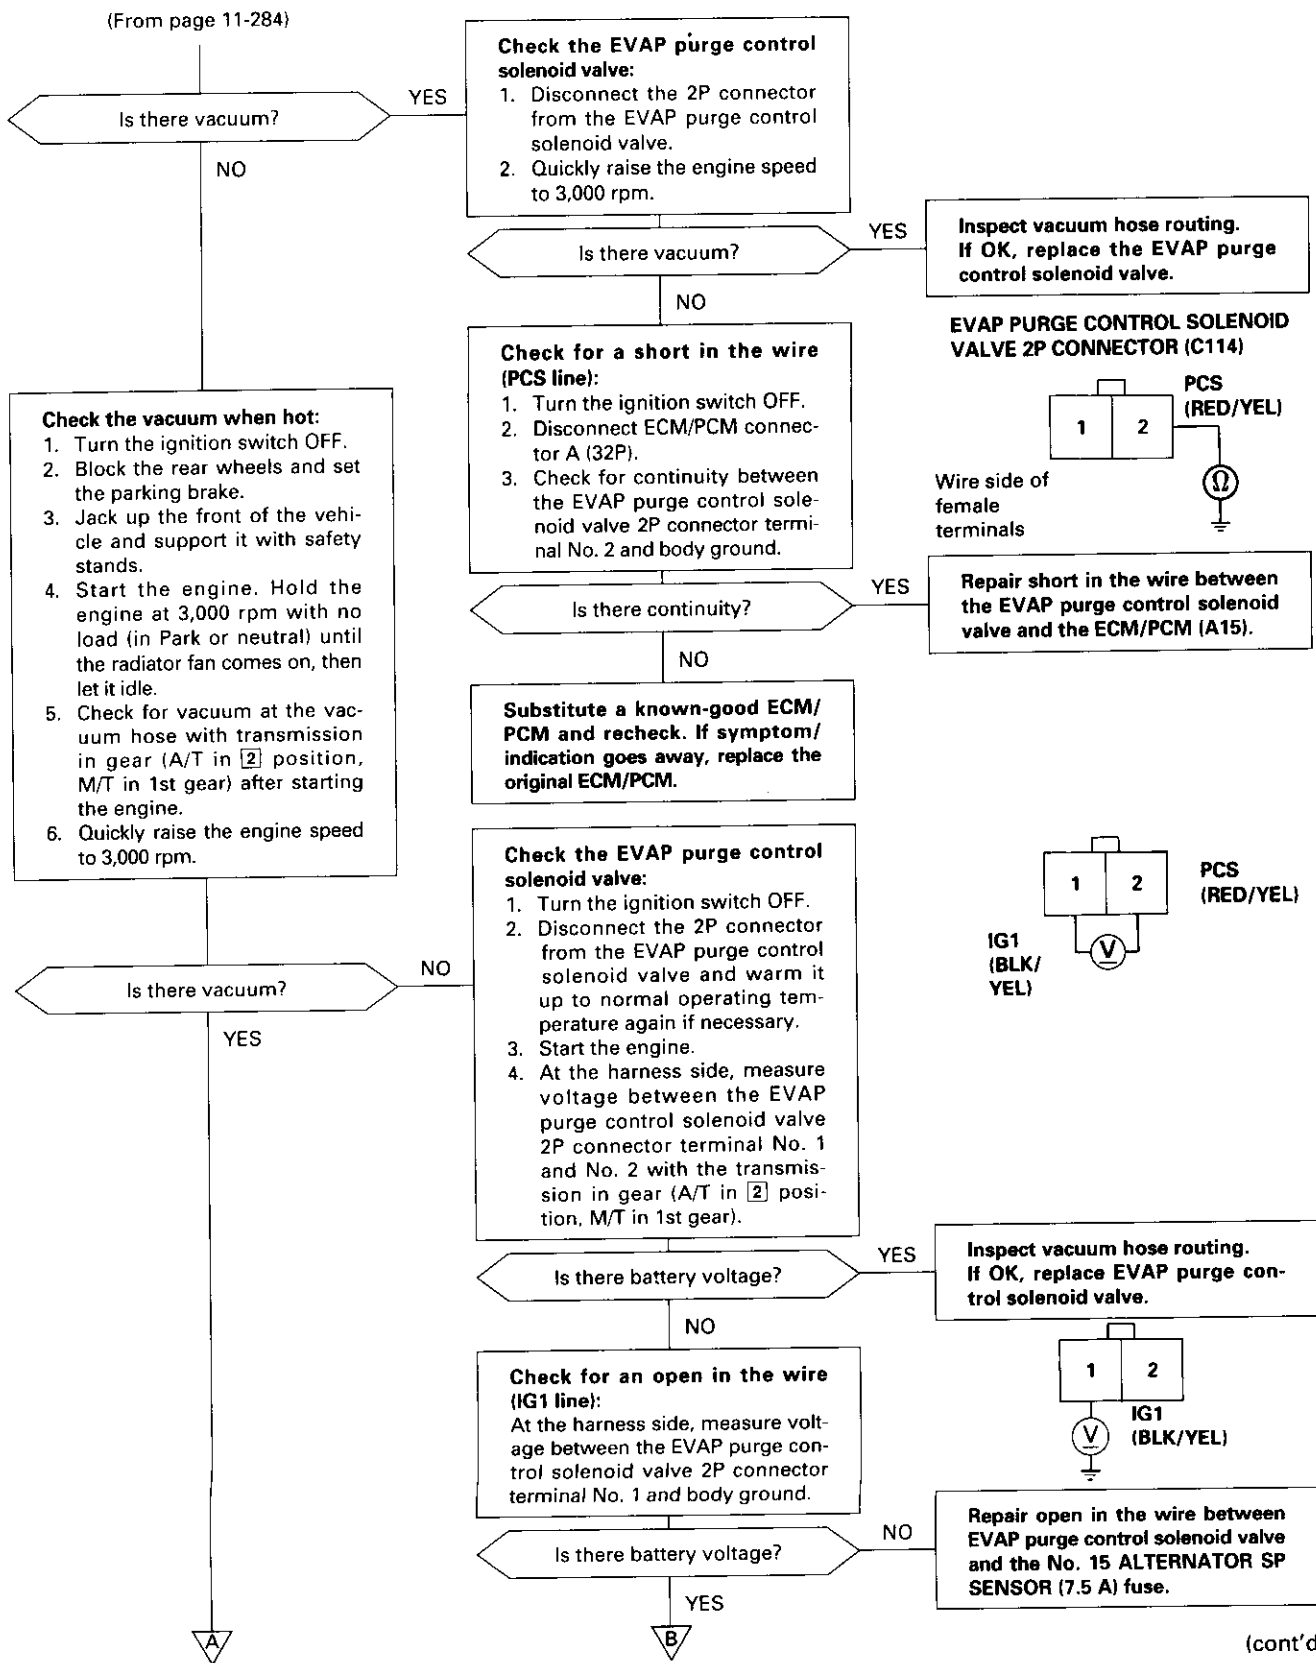 (From page 11-284)
Is there vacuum?
YES
NO
Check the EVAP purge control
solenoid valve:
1. Disconnect the 2P connector
from the EVAP purge control
solenoid valve.
2. Quickly raise the engine speed
to 3,000 rpm.
Is there vacuum?
YES
NO
Inspect vacuum hose routing.
If OK, replace the EVAP purge
control solenoid valve.
EVAP PURGE CONTROL SOLENOID
VALVE 2P CONNECTOR (C114)
1 2
PCS
(RED/YEL)
Ω
Wire side of
female
terminals
Check for a short in the wire
(PCS line):
1. Turn the ignition switch OFF.
2. Disconnect ECM/PCM connec-
tor A (32P).
3. Check for continuity between
the EVAP purge control sole-
noid valve 2P connector termi-
nal No. 2 and body ground.
Is there continuity?
YES
NO
Repair short in the wire between
the EVAP purge control solenoid
valve and the ECM/PCM (A15).
Substitute a known-good ECM/
PCM and recheck. If symptom/
indication goes away, replace the
original ECM/PCM.
Check the vacuum when hot:
1. Turn the ignition switch OFF.
2. Block the rear wheels and set
the parking brake.
3. Jack up the front of the vehi-
cle and support it with safety
stands.
4. Start the engine. Hold the
engine at 3,000 rpm with no
load (in Park or neutral) until
the radiator fan comes on, then
let it idle.
5. Check for vacuum at the vac-
uum hose with transmission
in gear (A/T in 2 position,
M/T in 1st gear) after starting
the engine.
6. Quickly raise the engine speed
to 3,000 rpm.
Is there vacuum?
NO
YES
Check the EVAP purge control
solenoid valve:
1. Turn the ignition switch OFF.
2. Disconnect the 2P connector
from the EVAP purge control
solenoid valve and warm it
up to normal operating tem-
perature again if necessary.
3. Start the engine.
4. At the harness side, measure
voltage between the EVAP
purge control solenoid valve
2P connector terminal No. 1
and No. 2 with the transmis-
sion in gear (A/T in 2 posi-
tion, M/T in 1st gear).
1 2
PCS
(RED/YEL)
IG1
(BLK/
YEL)
V
Is there battery voltage?
YES
NO
Inspect vacuum hose routing.
If OK, replace EVAP purge con-
trol solenoid valve.
Check for an open in the wire
(IG1 line):
At the harness side, measure volt-
age between the EVAP purge con-
trol solenoid valve 2P connector
terminal No. 1 and body ground.
1 2
IG1
(BLK/YEL)
V
Is there battery voltage?
NO
YES
Repair open in the wire between
EVAP purge control solenoid valve
and the No. 15 ALTERNATOR SP
SENSOR (7.5 A) fuse.
A
B
(cont'd